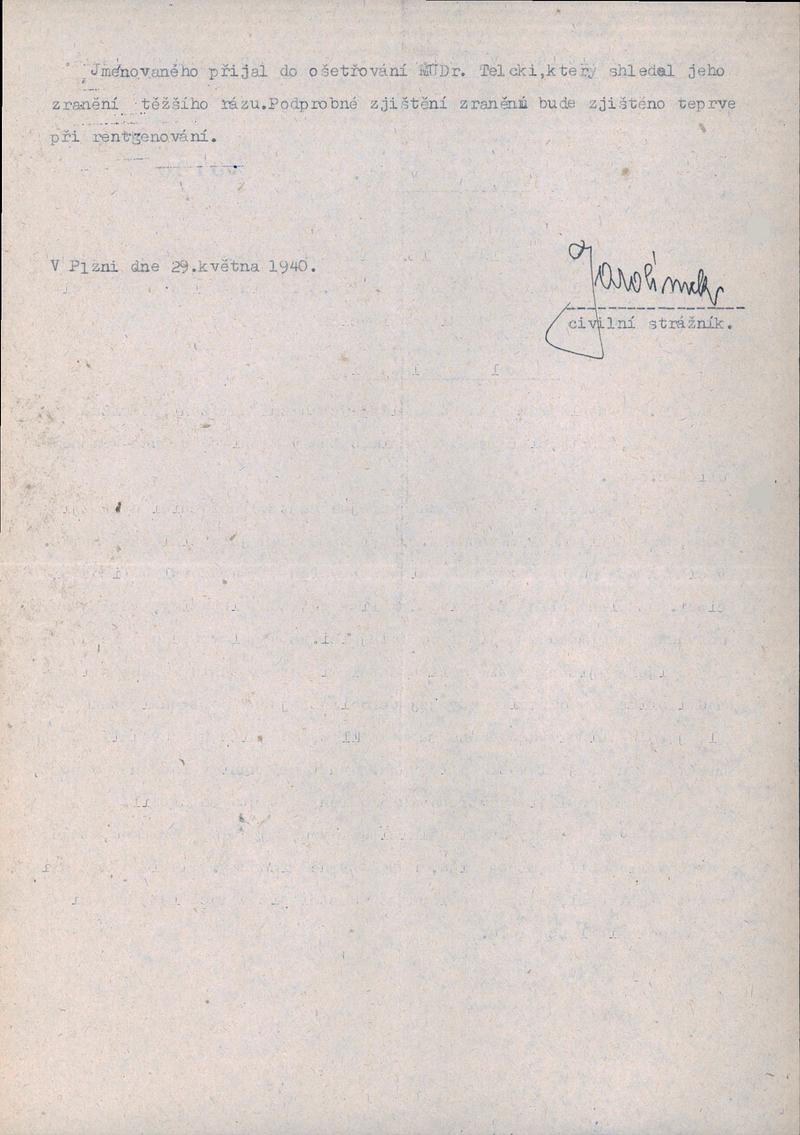 Jmenovaného přijal do ošetřování MUDr. Telcki,který shledal jeho
zranění těžšího rázu.Podprobné zjištění zranění bude zjištěno teprve
při rentgenování.
V Plzni dne 29.května 1940.
Jarolímek
civilní strážník.